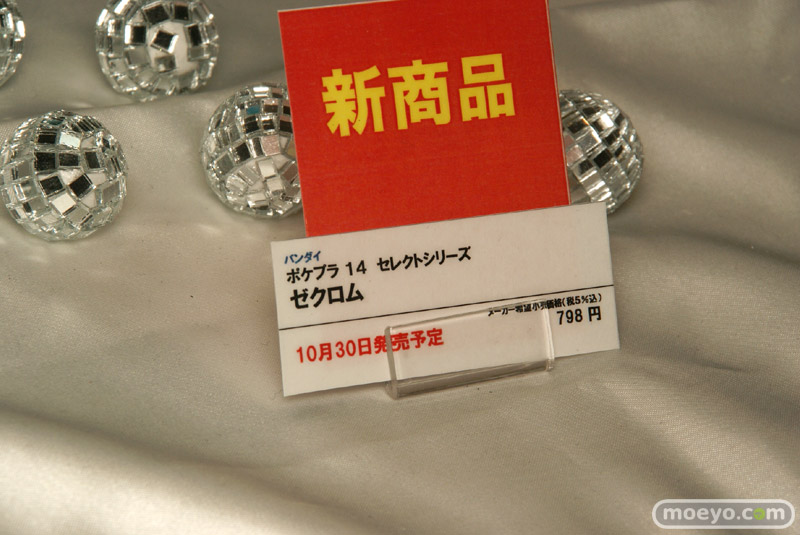 新商品
バンダイ
ポケプラ 14 セレクトシリーズ
ゼクロム
メーカー希望小売価格(税5%込)
798 円
10月30日発売予定
moeyo.com